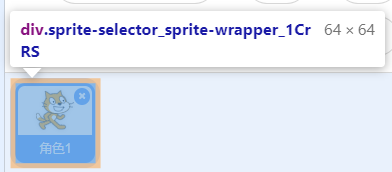 div.sprite-selector_sprite-wrapper_1Cr 64 × 64
RS
角色1